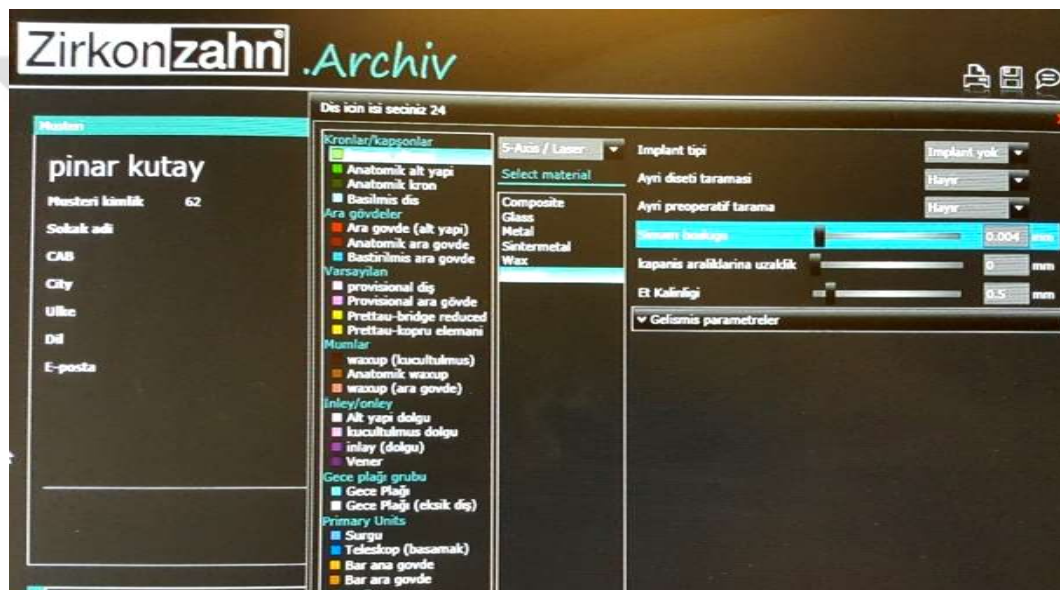 Zirkonzahn® .Archiv
Dis icin isi seciniz 24
Musteri
pinar kutay
Musteri kimlik 62
Sokak adi
CAB
City
Ulke
Dil
E-posta
Kronlar/kapşonlar
Anatomik alt yapi
Anatomik kron
Basilmis dis
Ara gövdeler
Ara govde (alt yapi)
Anatomik ara govde
Bastirilmis ara govde
Varsayilan
provisional diş
Provisional ara gövde
Prettau-bridge reduced
Prettau-kopru elemani
Mumlar
waxup (kucultulmus)
Anatomik waxup
waxup (ara govde)
Inley/onley
Alt yapi dolgu
kucultulmus dolgu
inlay (dolgu)
Vener
Gece plağı grubu
Gece Plağı
Gece Plağı (eksik diş)
Primary Units
Surgu
Teleskop (basamak)
Bar ana govde
Bar ara govde
5-Axis / Laser
Select material
Composite
Glass
Metal
Sintermetal
Wax
Implant tipi Implant yok
Ayri diseti taramasi Hayır
Ayri preoperatif tarama Hayır
0.004 mm
kapanis araliklarina uzaklik 0 mm
Et Kalinligi 0.5 mm
Gelismis parametreler